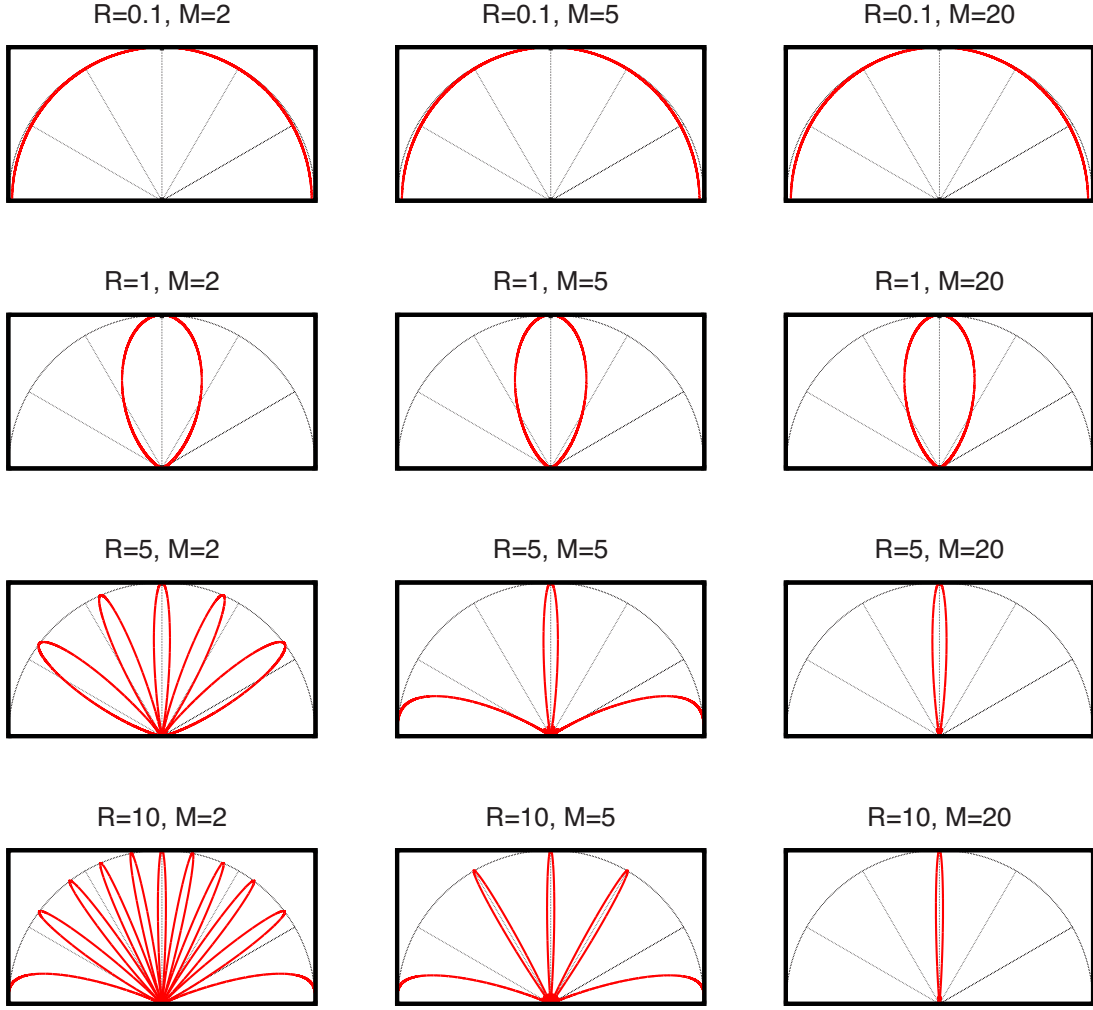 R=0.1, M=2
R=0.1, M=5
R=0.1, M=20
R=1, M=2
R=1, M=5
R=1, M=20
R=5, M=2
R=5, M=5
R=5, M=20
R=10, M=2
R=10, M=5
R=10, M=20